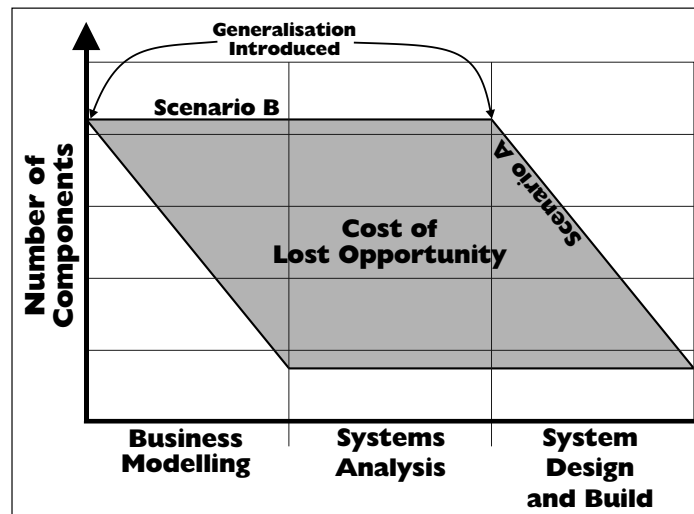 Generalisation
Introduced
Scenario B
Scenario A
Cost of
Lost Opportunity
Number of
Components
Business
Modelling
Systems
Analysis
System
Design
and Build